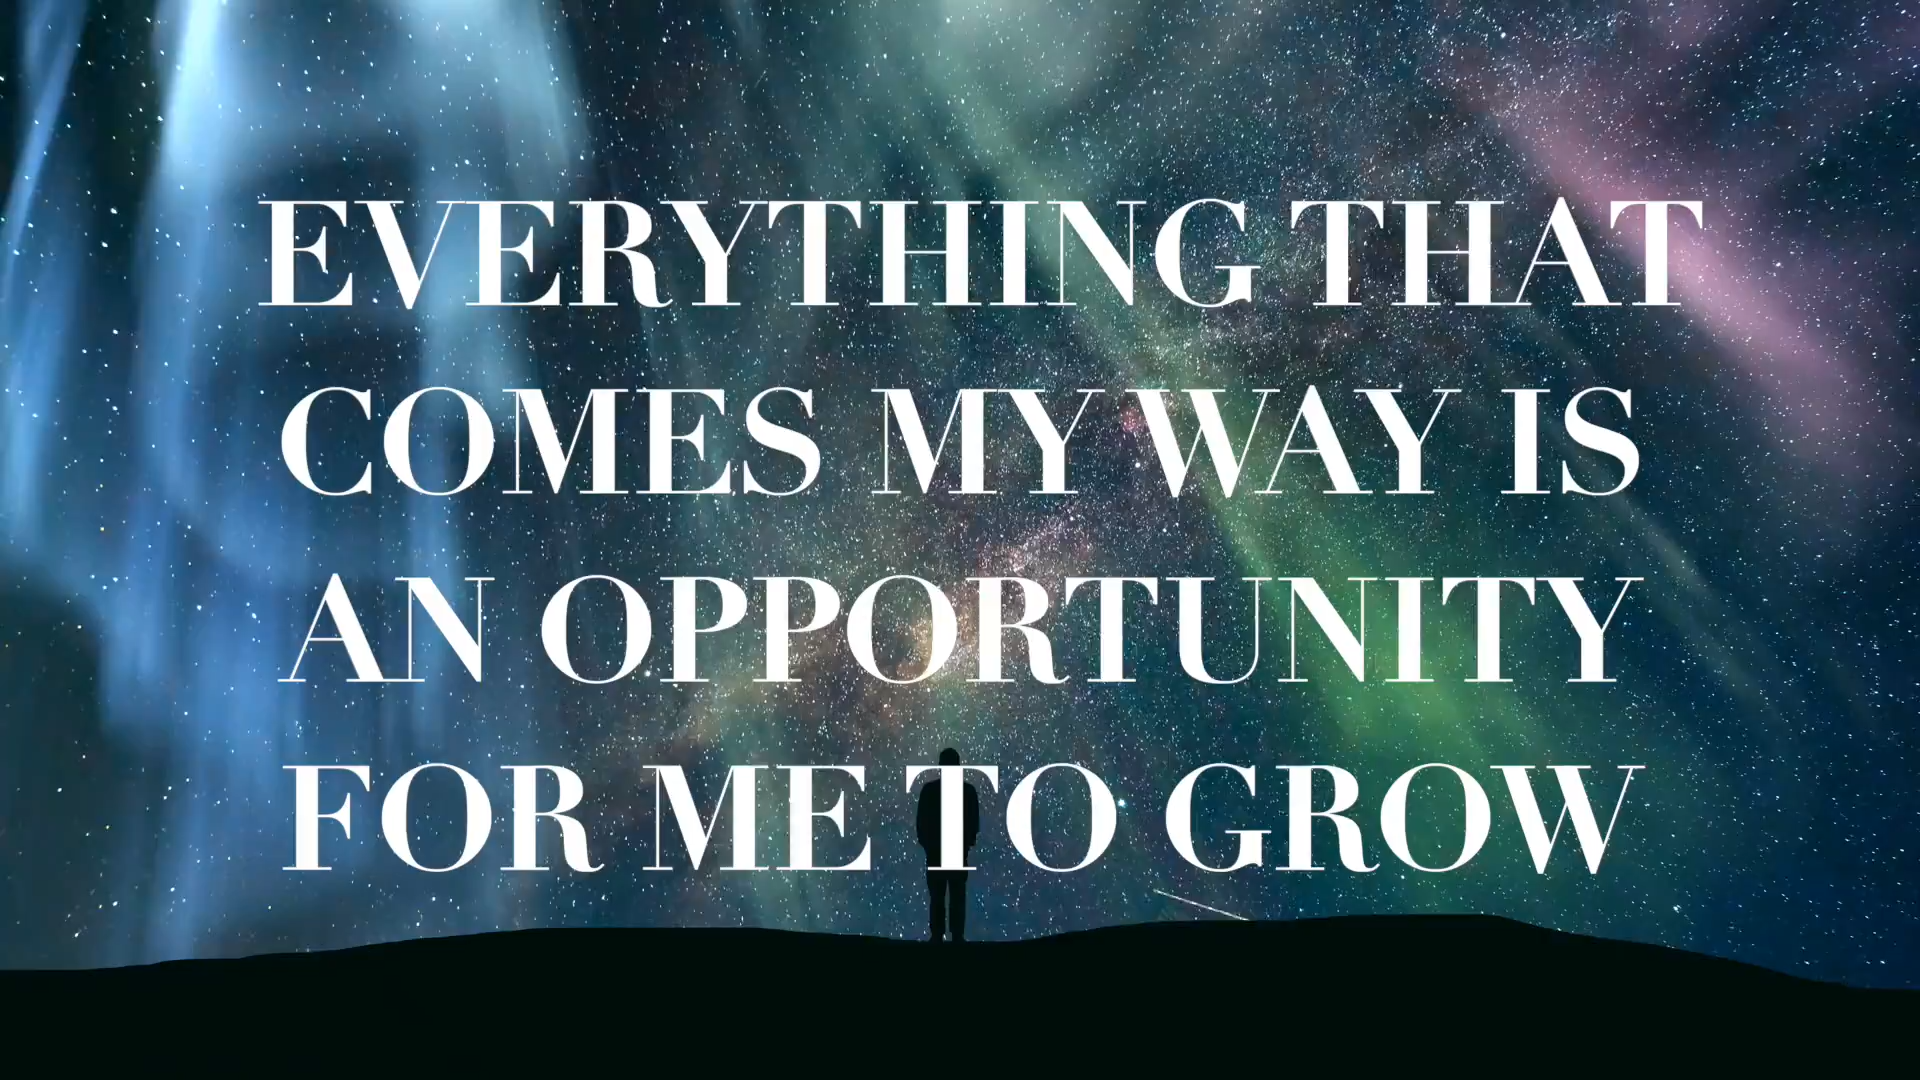 EVERYTHING THAT
COMES MY WAY IS
AN OPPORTUNITY
FOR ME TO GROW